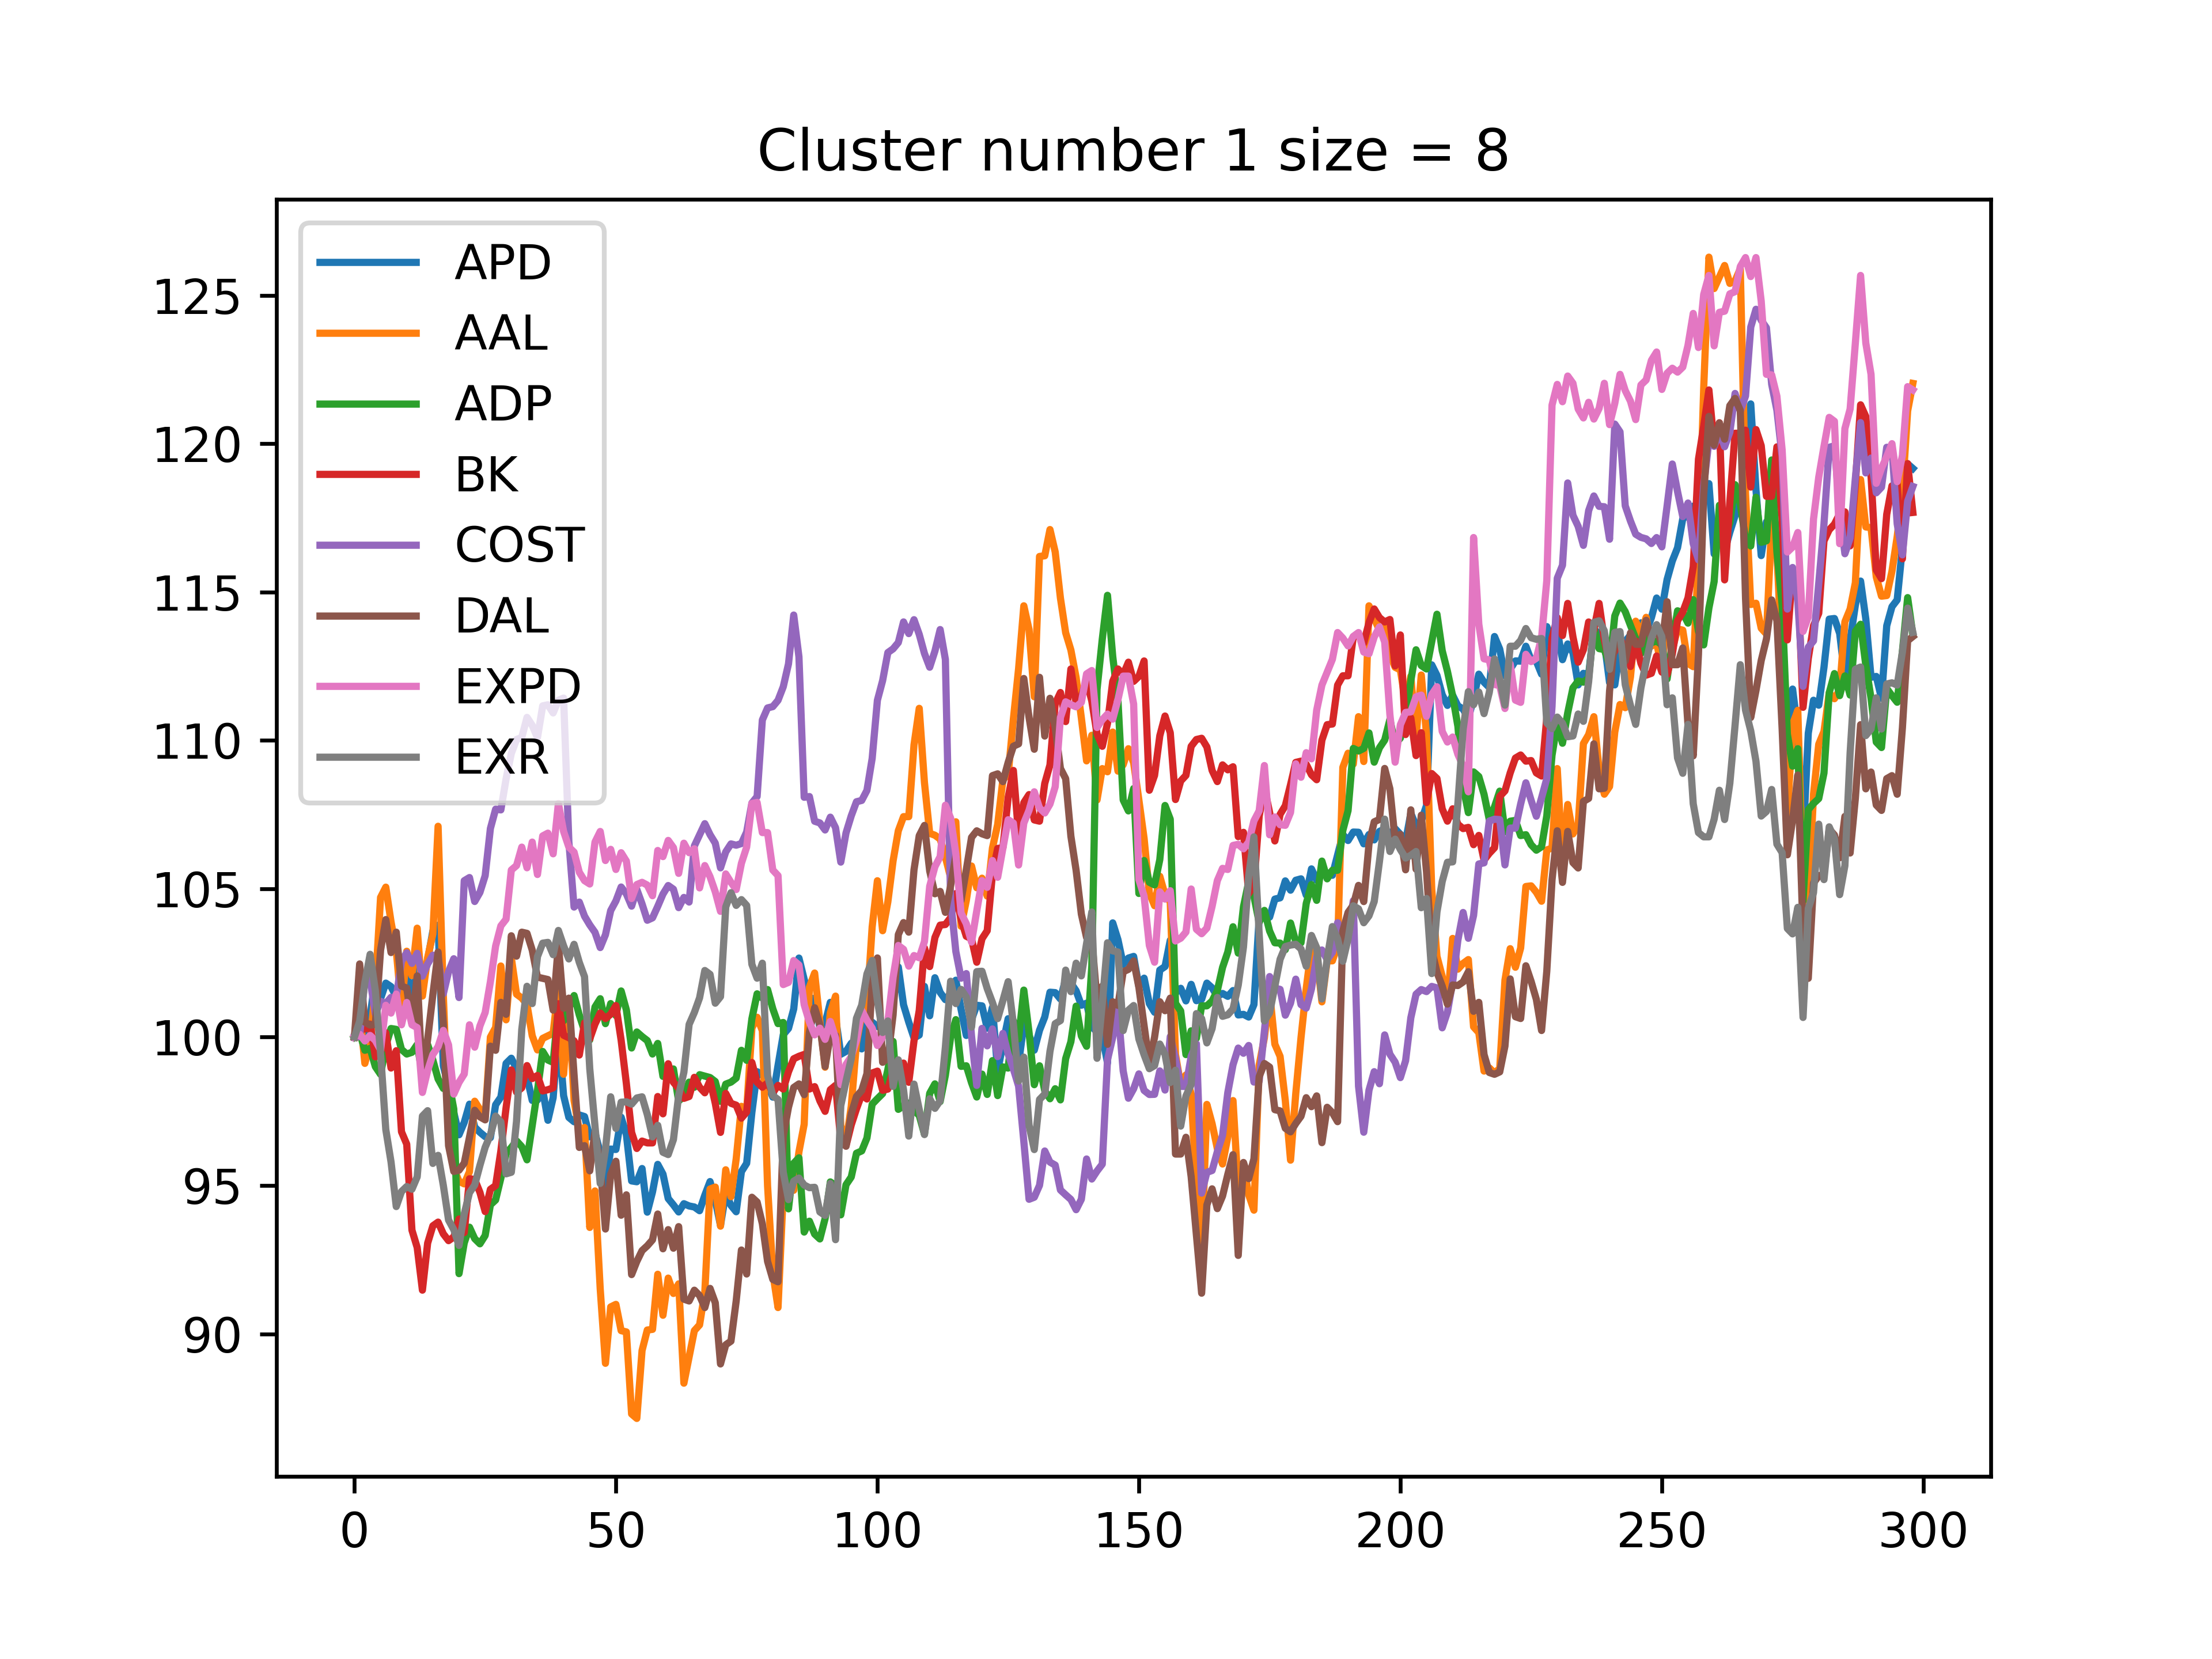 Cluster number 1 size = 8
APD
AAL
ADP
BK
COST
DAL
EXPD
EXR
125
120
115
110
105
100
95
90
0 50 100 150 200 250 300